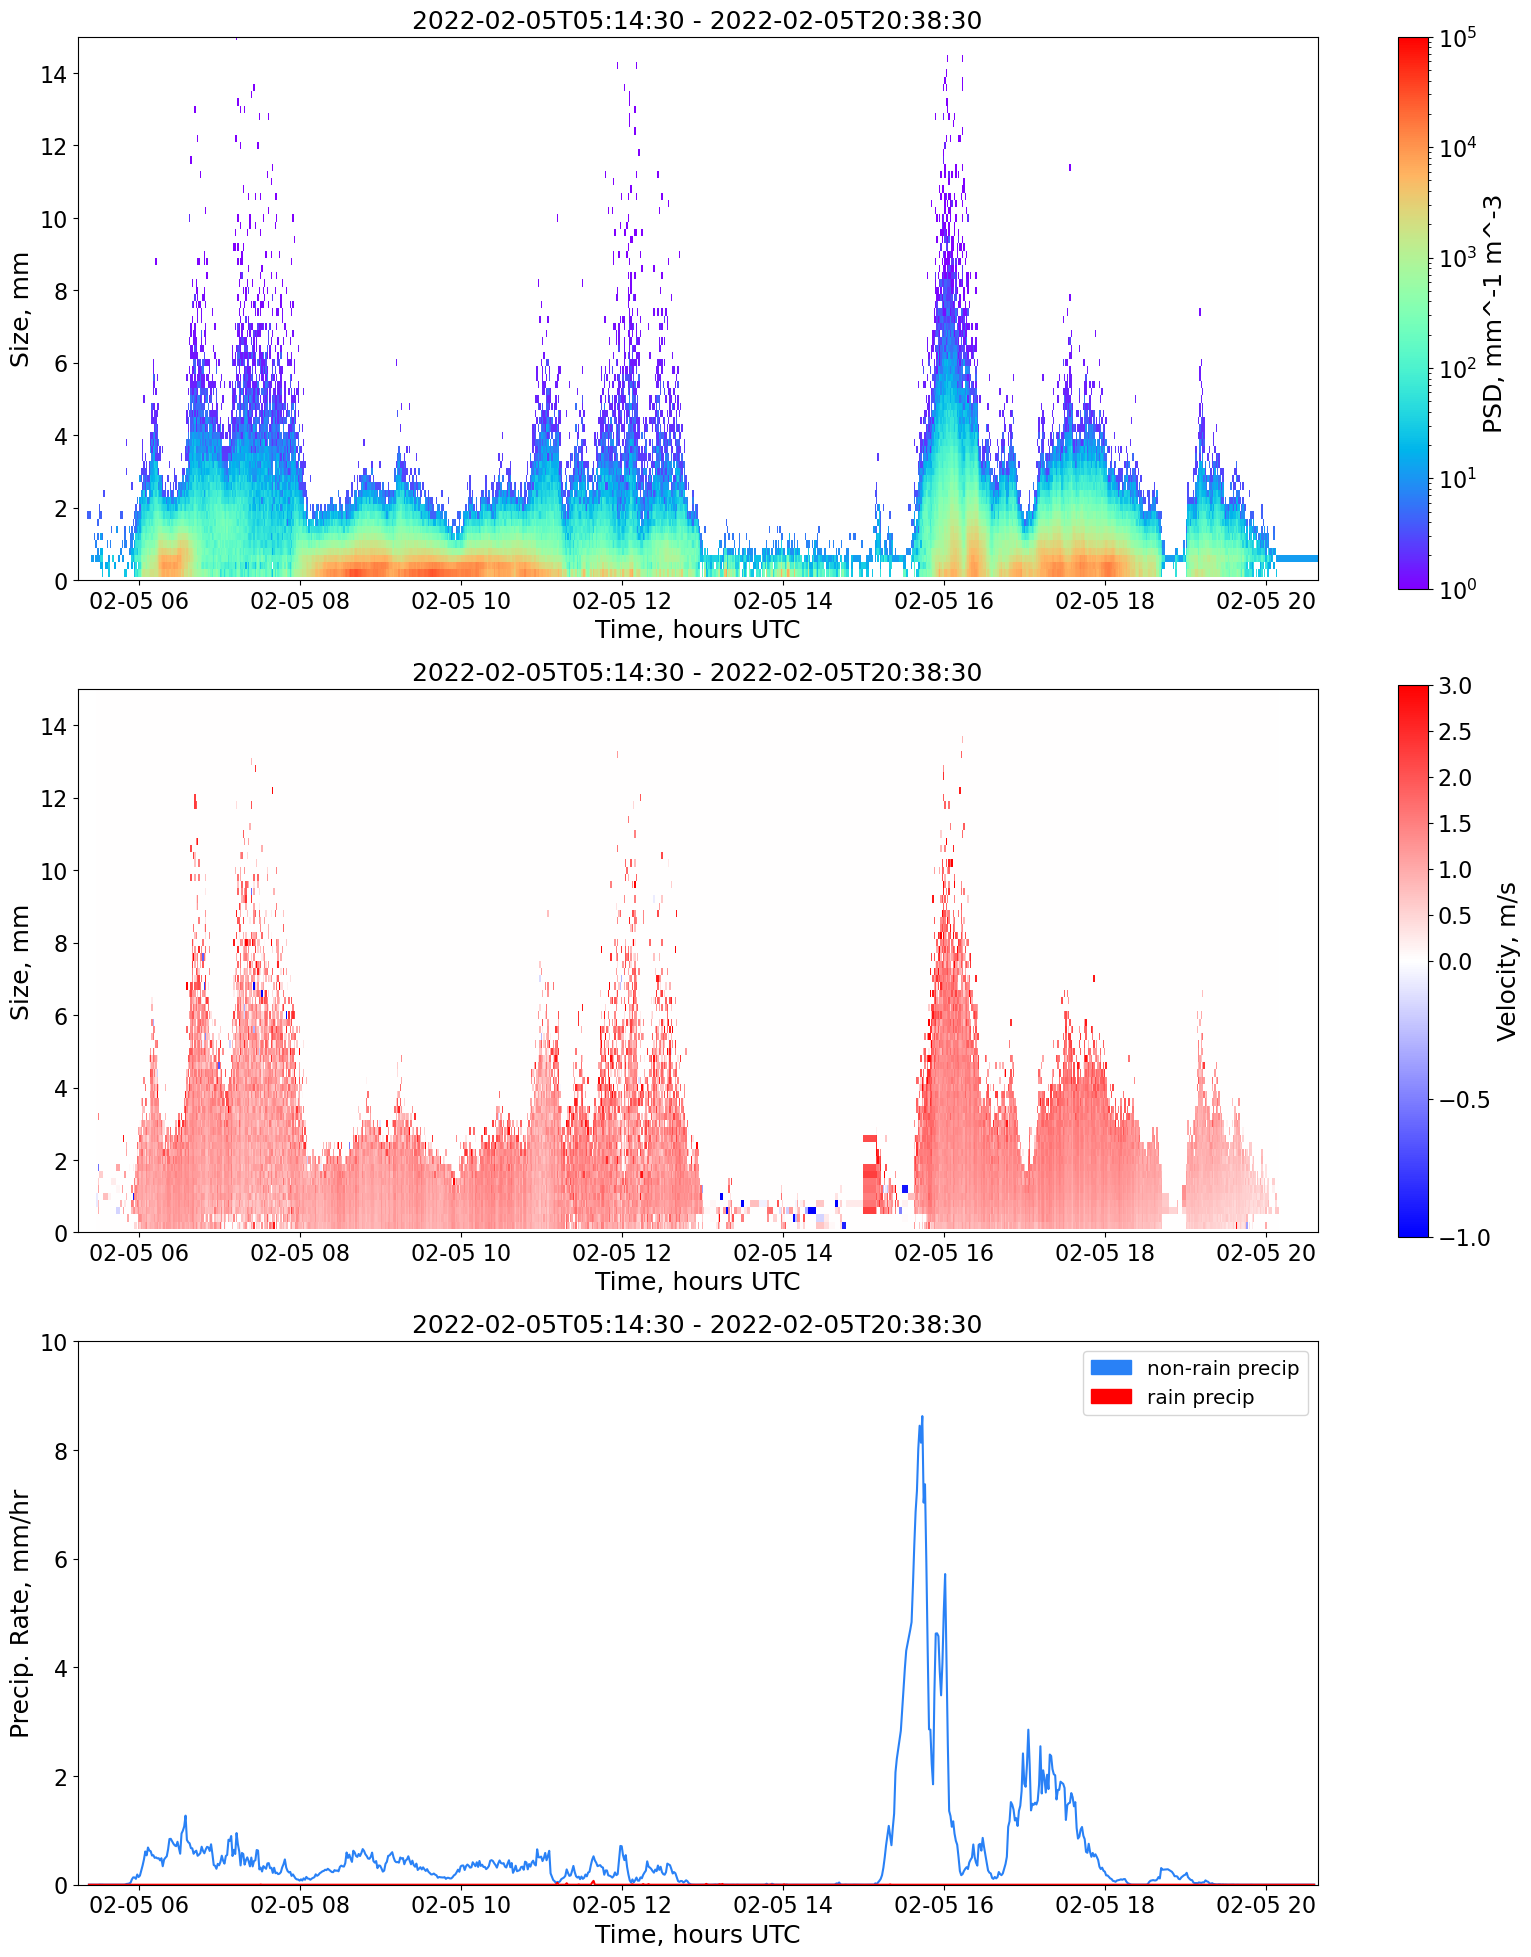 2022-02-05T05:14:30 - 2022-02-05T20:38:30
Size, mm
14
12
10
8
6
4
2
0
02-05 06 02-05 08 02-05 10 02-05 12 02-05 14 02-05 16 02-05 18 02-05 20
Time, hours UTC
10^5
10^4
10^3
10^2
10^1
10^0
PSD, mm^-1 m^-3
2022-02-05T05:14:30 - 2022-02-05T20:38:30
Size, mm
14
12
10
8
6
4
2
0
02-05 06 02-05 08 02-05 10 02-05 12 02-05 14 02-05 16 02-05 18 02-05 20
Time, hours UTC
3.0
2.5
2.0
1.5
1.0
0.5
0.0
−0.5
−1.0
Velocity, m/s
2022-02-05T05:14:30 - 2022-02-05T20:38:30
Precip. Rate, mm/hr
10
8
6
4
2
0
non-rain precip
rain precip
02-05 06 02-05 08 02-05 10 02-05 12 02-05 14 02-05 16 02-05 18 02-05 20
Time, hours UTC